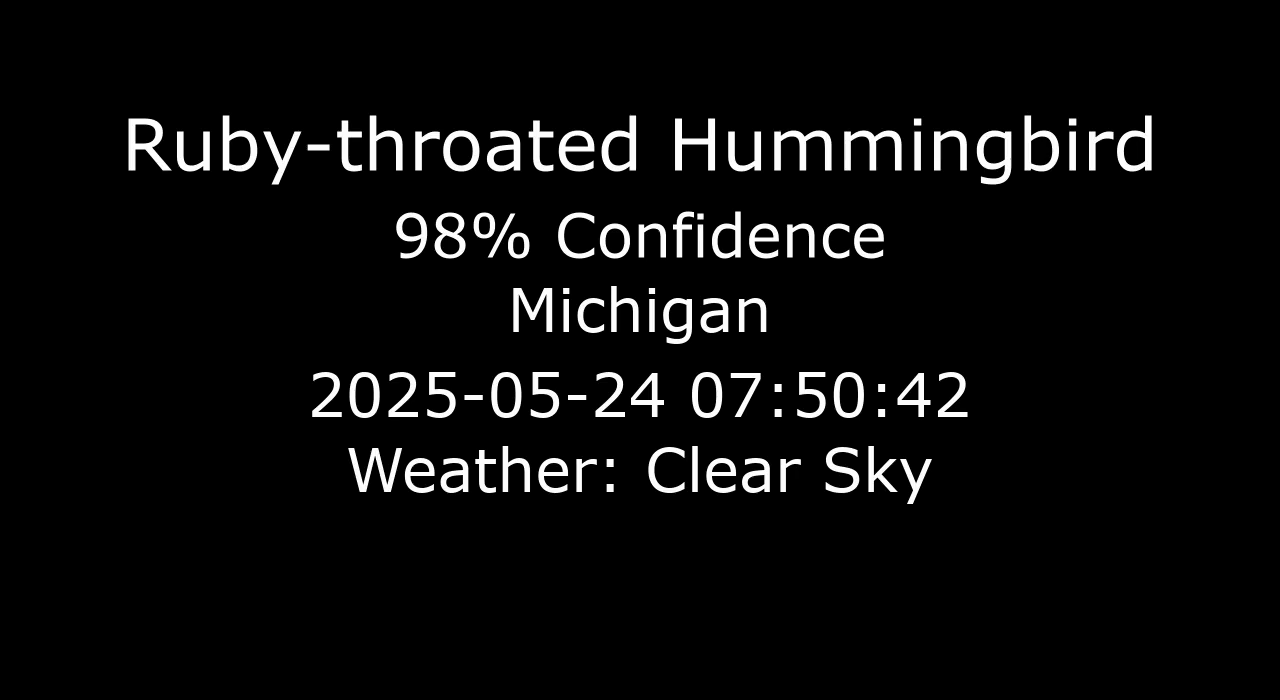 Ruby-throated Hummingbird
98% Confidence
Michigan
2025-05-24 07:50:42
Weather: Clear Sky